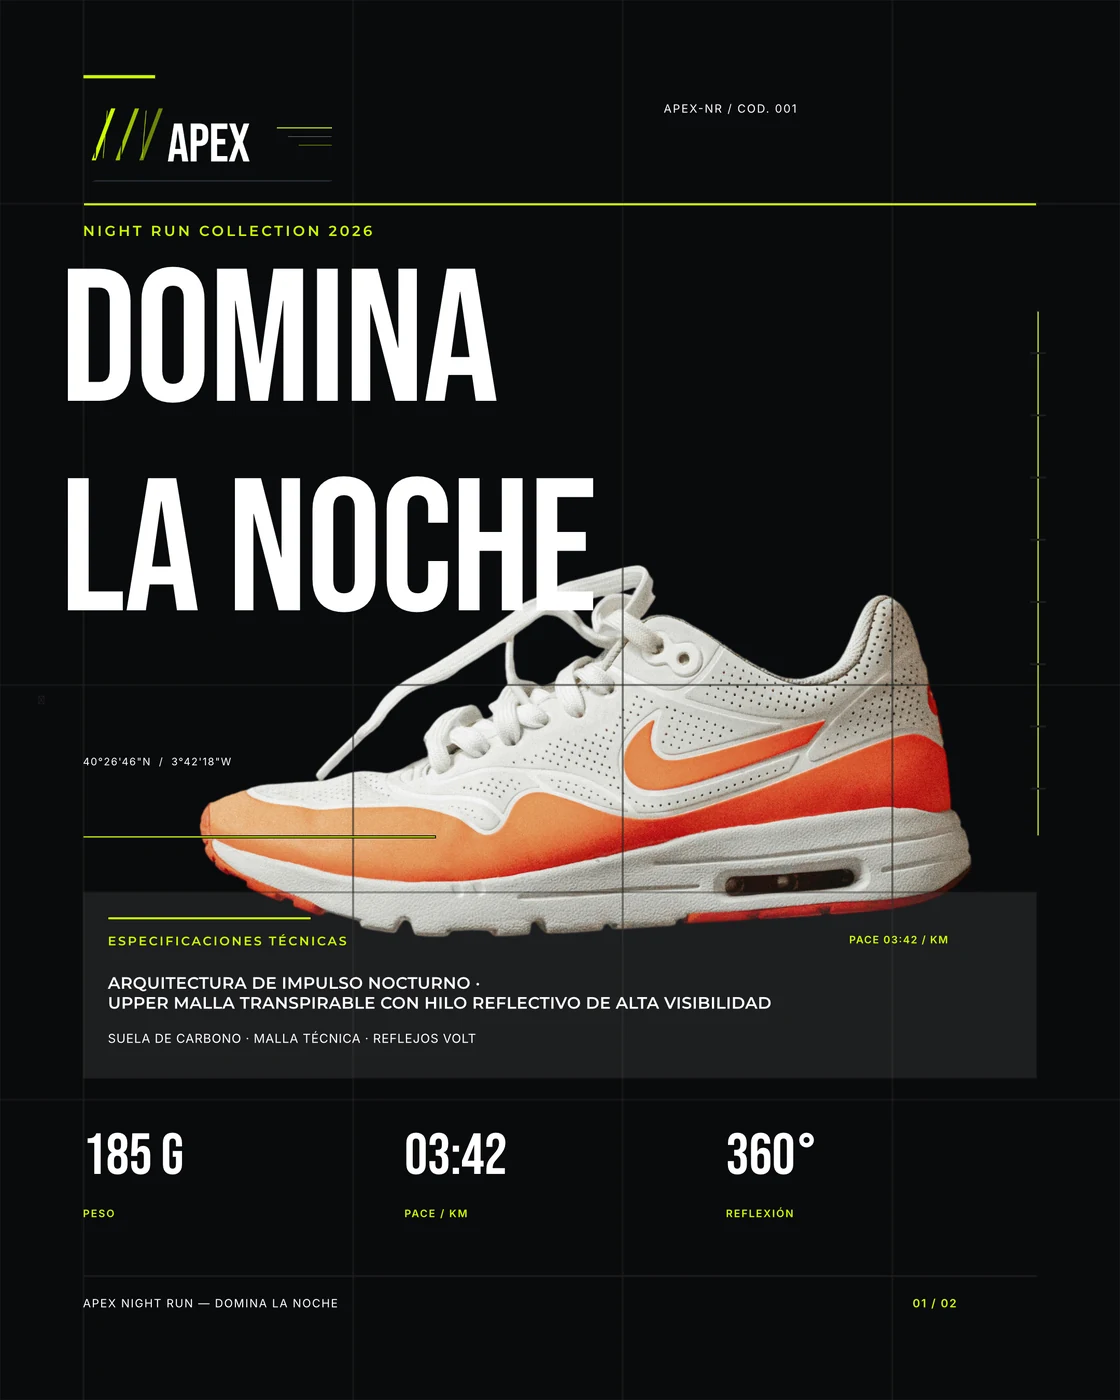 APEX
APEX-NR / COD. 001
NIGHT RUN COLLECTION 2026
DOMINA
LA NOCHE
40°26'46"N / 3°42'18"W
ESPECIFICACIONES TÉCNICAS
PACE 03:42 / KM
ARQUITECTURA DE IMPULSO NOCTURNO ·
UPPER MALLA TRANSPIRABLE CON HILO REFLECTIVO DE ALTA VISIBILIDAD
SUELA DE CARBONO · MALLA TÉCNICA · REFLEJOS VOLT
185 G
03:42
360°
PESO
PACE / KM
REFLEXIÓN
APEX NIGHT RUN — DOMINA LA NOCHE
01 / 02